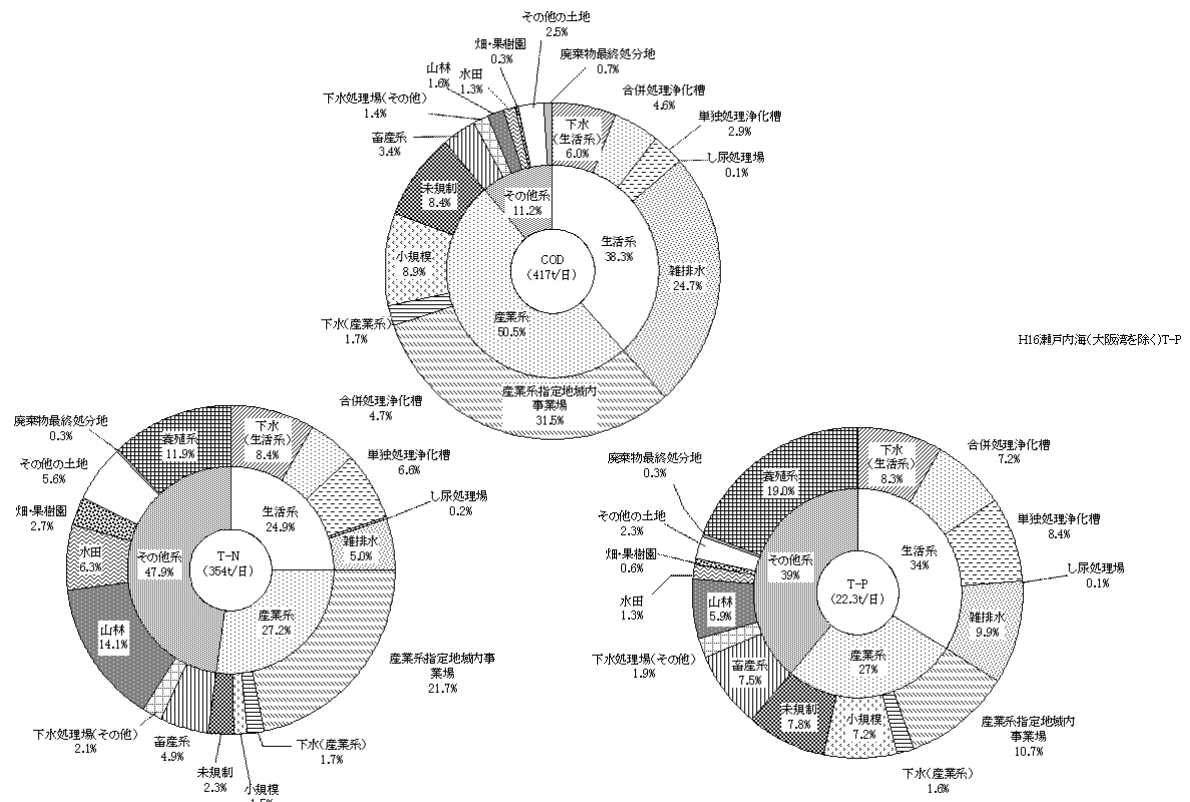 その他の土地
2.5%
畑・果樹園
0.3%
廃棄物最終処分地
0.7%
山林
1.6%
水田
1.3%
下水処理場(その他)
1.4%
合併処理浄化槽
4.6%
下水
(生活系)
6.0%
単独処理浄化槽
2.9%
畜産系
3.4%
し尿処理場
0.1%
未規制
8.4%
その他系
11.2%
生活系
38.3%
COD
(417t/日)
小規模
8.9%
雑排水
24.7%
産業系
50.5%
下水(産業系)
1.7%
産業系指定地域内
事業場
31.5%
H16瀬戸内海(大阪湾を除く)T-P
合併処理浄化槽
4.7%
廃棄物最終処分地
0.3%
養殖系
11.9%
下水
(生活系)
8.4%
その他の土地
5.6%
単独処理浄化槽
6.6%
し尿処理場
0.2%
畑・果樹園
2.7%
生活系
24.9%
雑排水
5.0%
水田
6.3%
その他系
47.9%
T-N
(354t/日)
産業系
27.2%
山林
14.1%
産業系指定地域内事
業場
21.7%
下水処理場(その他)
2.1%
畜産系
4.9%
未規制
2.3%
小規模
下水(産業系)
1.7%
廃棄物最終処分地
0.3%
養殖系
19.0%
下水
(生活系)
8.3%
合併処理浄化槽
7.2%
その他の土地
2.3%
単独処理浄化槽
8.4%
畑・果樹園
0.6%
し尿処理場
0.1%
水田
1.3%
その他系
39%
生活系
34%
T-P
(22.3t/日)
山林
5.9%
雑排水
9.9%
下水処理場(その他)
1.9%
畜産系
7.5%
産業系
27%
未規制
7.8%
小規模
7.2%
産業系指定地域内
事業場
10.7%
下水(産業系)
1.6%